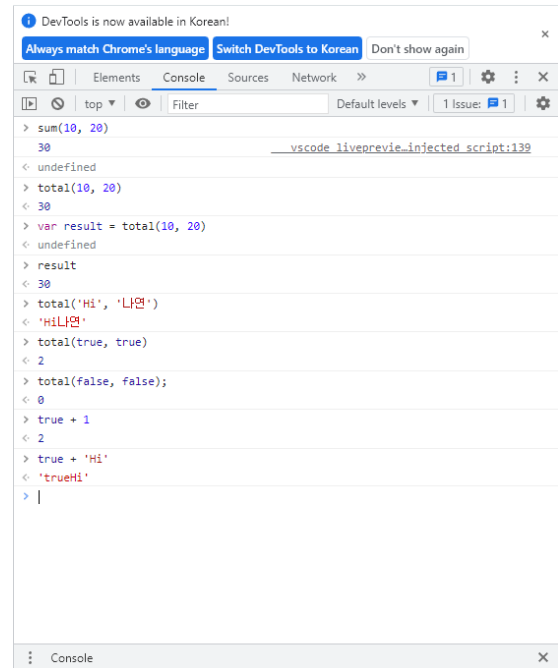 DevTools is now available in Korean!
Always match Chrome's language Switch DevTools to Korean Don't show again
Elements Console Sources Network 1
top Filter Default levels 1 Issue: 1
> sum(10, 20)
30 ___vscode_liveprevie…injected_script:139
< undefined
> total(10, 20)
< 30
> var result = total(10, 20)
< undefined
> result
< 30
> total('Hi', '나연')
< 'Hi나연'
> total(true, true)
< 2
> total(false, false);
< 0
> true + 1
< 2
> true + 'Hi'
< 'trueHi'
>
Console